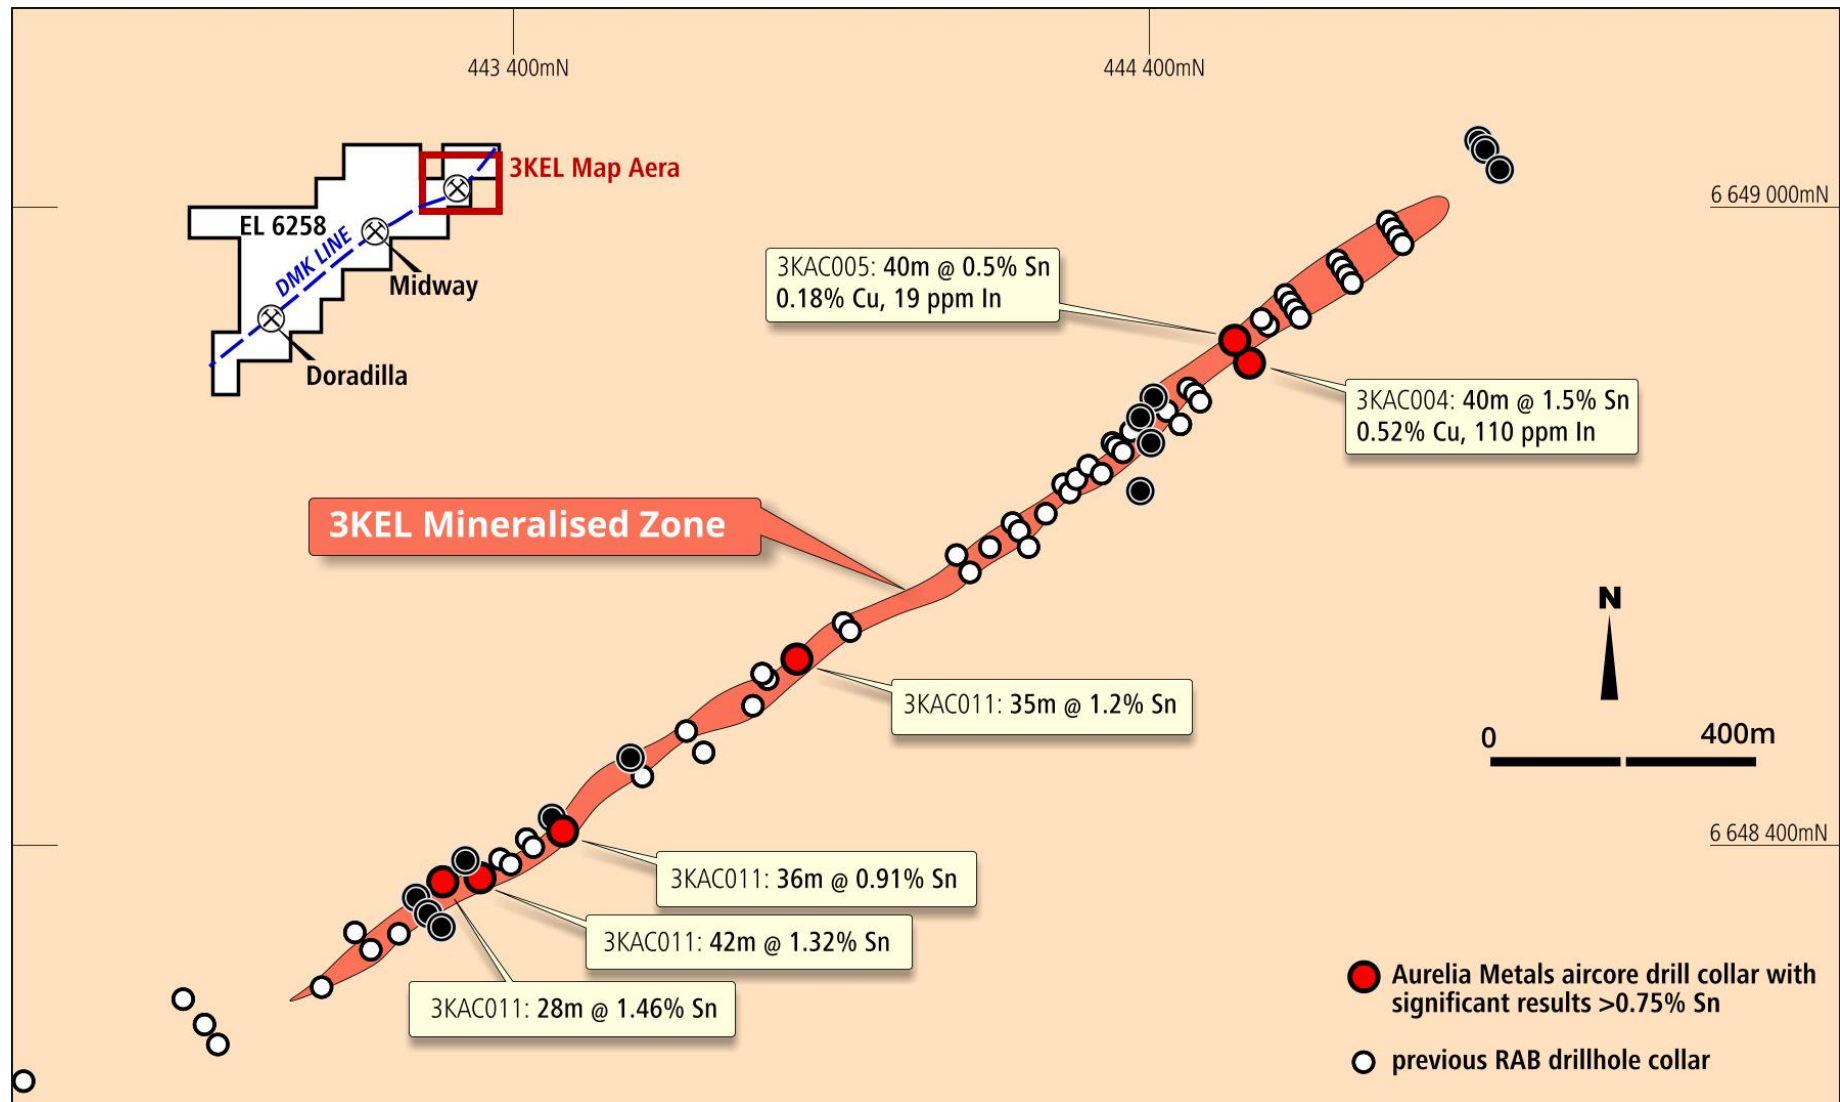 443 400mN
444 400mN
3KEL Map Aera
6 649 000mN
EL 6258
DMK LINE
Midway
Doradilla
3KAC005: 40m @ 0.5% Sn
0.18% Cu, 19 ppm In
3KAC004: 40m @ 1.5% Sn
0.52% Cu, 110 ppm In
3KEL Mineralised Zone
N
3KAC011: 35m @ 1.2% Sn
0
400m
6 648 400mN
3KAC011: 36m @ 0.91% Sn
3KAC011: 42m @ 1.32% Sn
3KAC011: 28m @ 1.46% Sn
Aurelia Metals aircore drill collar with
significant results >0.75% Sn
previous RAB drillhole collar